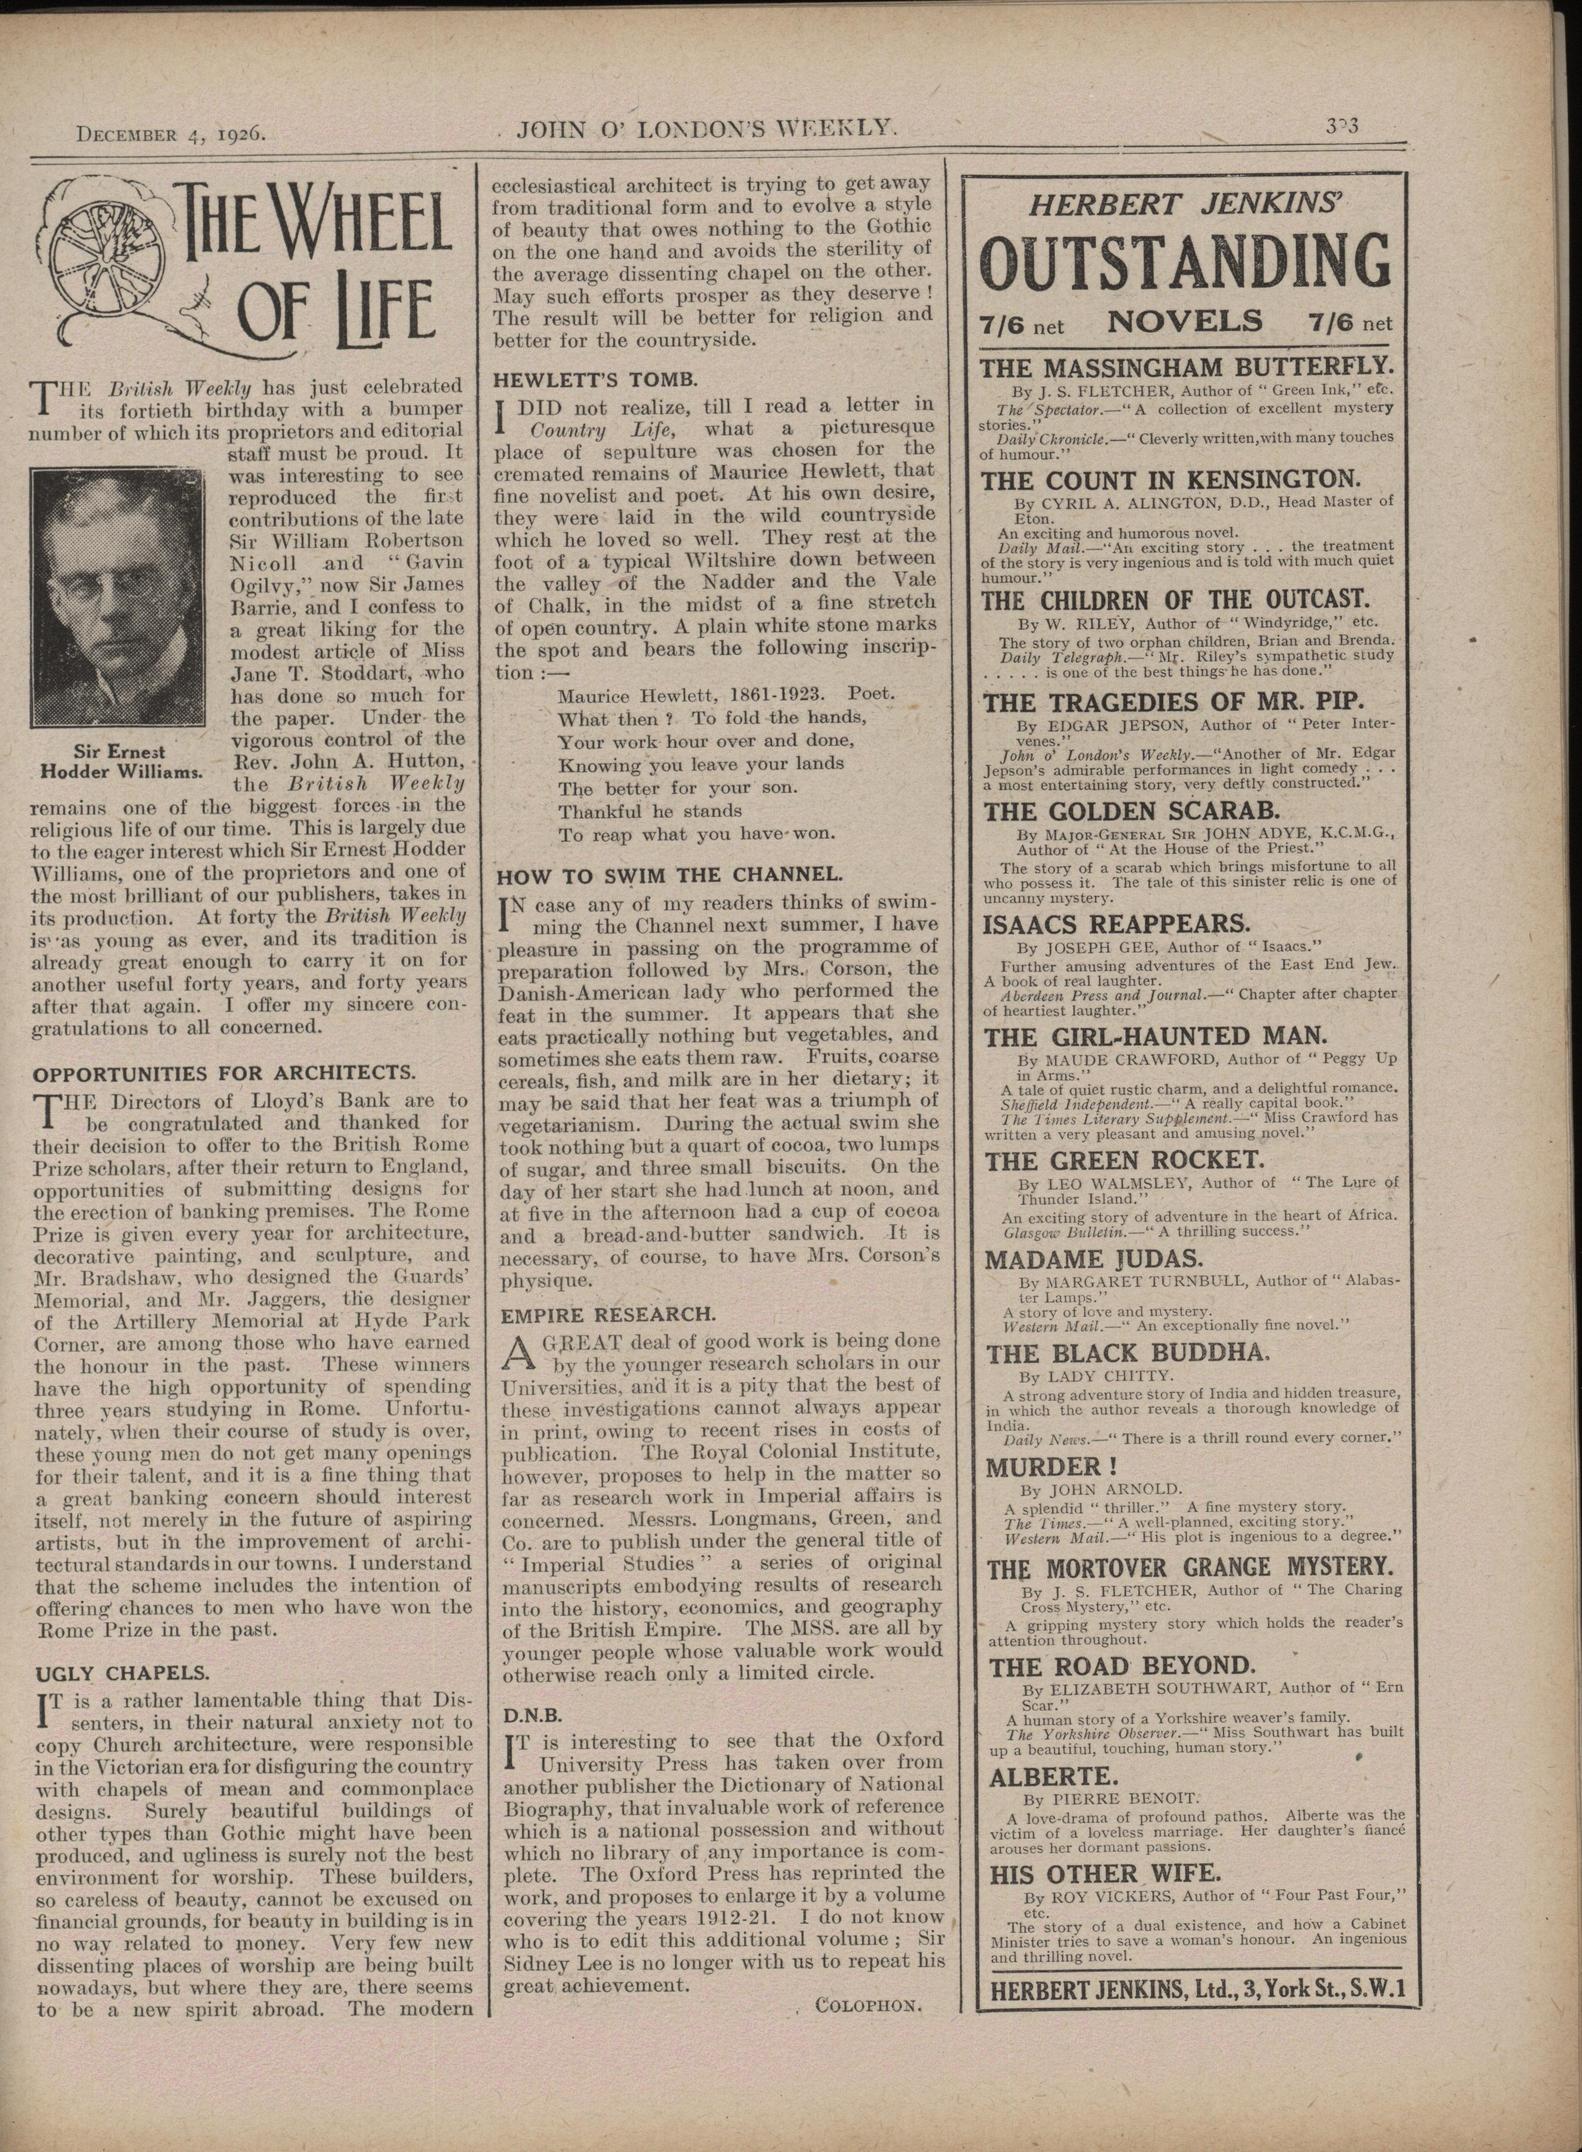 DECEMBER 4, 1926.
JOHN O' LONDON'S WEEKLY.
THE WHEEL
OF LIFE
THE British Weekly has just celebrated
its fortieth birthday with a bumper
number of which its proprietors and editorial
staff must be proud. It
was interesting to see
reproduced the first
contributions of the late
Sir William Robertson
Nicoll and "Gavin
Ogilvy," now Sir James
Barrie, and I confess to
a great liking for the
modest article of Miss
Jane T. Stoddart, who
has done so much for
the paper. Under the
vigorous control of the
Rev. John A. Hutton,
the British Weekly
Sir Ernest
Hodder Williams.
remains one of the biggest forces in the
religious life of our time. This is largely due
to the eager interest which Sir Ernest Hodder
Williams, one of the proprietors and one of
the most brilliant of our publishers, takes in
its production. At forty the British Weekly
is as young as ever, and its tradition is
already great enough to carry it on for
another useful forty years, and forty years
after that again. I offer my sincere con-
gratulations to all concerned.
OPPORTUNITIES FOR ARCHITECTS.
THE Directors of Lloyd's Bank are to
be congratulated and thanked for
their decision to offer to the British Rome
Prize scholars, after their return to England,
opportunities of submitting designs for
the erection of banking premises. The Rome
Prize is given every year for architecture,
decorative painting, and sculpture, and
Mr. Bradshaw, who designed the Guards'
Memorial, and Mr. Jaggers, the designer
of the Artillery Memorial at Hyde Park
Corner, are among those who have earned
the honour in the past. These winners
have the high opportunity of spending
three years studying in Rome. Unfortu-
nately, when their course of study is over,
these young men do not get many openings
for their talent, and it is a fine thing that
a great banking concern should interest
itself, not merely in the future of aspiring
artists, but in the improvement of archi-
tectural standards in our towns. I understand
that the scheme includes the intention of
offering chances to men who have won the
Rome Prize in the past.
UGLY CHAPELS.
IT is a rather lamentable thing that Dis-
senters, in their natural anxiety not to
copy Church architecture, were responsible
in the Victorian era for disfiguring the country
with chapels of mean and commonplace
designs. Surely beautiful buildings of
other types than Gothic might have been
produced, and ugliness is surely not the best
environment for worship. These builders,
so careless of beauty, cannot be excused on
financial grounds, for beauty in building is in
no way related to money. Very few new
dissenting places of worship are being built
nowadays, but where they are, there seems
to be a new spirit abroad. The modern
ecclesiastical architect is trying to get away
from traditional form and to evolve a style
of beauty that owes nothing to the Gothic
on the one hand and avoids the sterility of
the average dissenting chapel on the other.
May such efforts prosper as they deserve!
The result will be better for religion and
better for the countryside.
HEWLETT'S TOMB.
I DID not realize, till I read a letter in
Country Life, what a picturesque
place of sepulture was chosen for the
cremated remains of Maurice Hewlett, that
fine novelist and poet. At his own desire,
they were laid in the wild countryside
which he loved so well. They rest at the
foot of a typical Wiltshire down between
the valley of the Nadder and the Vale
of Chalk, in the midst of a fine stretch
of open country. A plain white stone marks
the spot and bears the following inscrip-
tion :—
Maurice Hewlett, 1861-1923. Poet.
What then? To fold the hands,
Your work hour over and done,
Knowing you leave your lands
The better for your son.
Thankful he stands
To reap what you have won.
HOW TO SWIM THE CHANNEL.
IN case any of my readers thinks of swim-
ming the Channel next summer, I have
pleasure in passing on the programme of
preparation followed by Mrs. Corson, the
Danish-American lady who performed the
feat in the summer. It appears that she
eats practically nothing but vegetables, and
sometimes she eats them raw. Fruits, coarse
cereals, fish, and milk are in her dietary; it
may be said that her feat was a triumph of
vegetarianism. During the actual swim she
took nothing but a quart of cocoa, two lumps
of sugar, and three small biscuits. On the
day of her start she had lunch at noon, and
at five in the afternoon had a cup of cocoa
and a bread-and-butter sandwich. It is
necessary, of course, to have Mrs. Corson's
physique.
EMPIRE RESEARCH.
A GREAT deal of good work is being done
by the younger research scholars in our
Universities, and it is a pity that the best of
these investigations cannot always appear
in print, owing to recent rises in costs of
publication. The Royal Colonial Institute,
however, proposes to help in the matter so
far as research work in Imperial affairs is
concerned. Messrs. Longmans, Green, and
Co. are to publish under the general title of
"Imperial Studies" a series of original
manuscripts embodying results of research
into the history, economics, and geography
of the British Empire. The MSS. are all by
younger people whose valuable work would
otherwise reach only a limited circle.
D.N.B.
IT is interesting to see that the Oxford
University Press has taken over from
another publisher the Dictionary of National
Biography, that invaluable work of reference
which is a national possession and without
which no library of any importance is com-
plete. The Oxford Press has reprinted the
work, and proposes to enlarge it by a volume
covering the years 1912-21. I do not know
who is to edit this additional volume; Sir
Sidney Lee is no longer with us to repeat his
great achievement.
COLOPHON.
HERBERT JENKINS'
OUTSTANDING
7/6 net NOVELS 7/6 net
THE MASSINGHAM BUTTERFLY.
By J. S. FLETCHER, Author of "Green Ink," etc.
The Spectator.—"A collection of excellent mystery
stories."
Daily Chronicle.—"Cleverly written, with many touches
of humour."
THE COUNT IN KENSINGTON.
By CYRIL A. ALINGTON, D.D., Head Master of
Eton.
An exciting and humorous novel.
Daily Mail.—"An exciting story . . . the treatment
of the story is very ingenious and is told with much quiet
humour."
THE CHILDREN OF THE OUTCAST.
By W. RILEY, Author of "Windyridge," etc.
The story of two orphan children, Brian and Brenda.
Daily Telegraph.—"Mr. Riley's sympathetic study
. . . . . is one of the best things he has done."
THE TRAGEDIES OF MR. PIP.
By EDGAR JEPSON, Author of "Peter Inter-
venes."
John o' London's Weekly.—"Another of Mr. Edgar
Jepson's admirable performances in light comedy . . .
a most entertaining story, very deftly constructed."
THE GOLDEN SCARAB.
By MAJOR-GENERAL SIR JOHN ADYE, K.C.M.G.,
Author of "At the House of the Priest."
The story of a scarab which brings misfortune to all
who possess it. The tale of this sinister relic is one of
uncanny mystery.
ISAACS REAPPEARS.
By JOSEPH GEE, Author of "Isaacs."
Further amusing adventures of the East End Jew.
A book of real laughter.
Aberdeen Press and Journal.—"Chapter after chapter
of heartiest laughter."
THE GIRL-HAUNTED MAN.
By MAUDE CRAWFORD, Author of "Peggy Up
in Arms."
A tale of quiet rustic charm, and a delightful romance.
Sheffield Independent.—"A really capital book."
The Times Literary Supplement.—"Miss Crawford has
written a very pleasant and amusing novel."
THE GREEN ROCKET.
By LEO WALMSLEY, Author of "The Lure of
Thunder Island."
An exciting story of adventure in the heart of Africa.
Glasgow Bulletin.—"A thrilling success."
MADAME JUDAS.
By MARGARET TURNBULL, Author of "Alabas-
ter Lamps."
A story of love and mystery.
Western Mail.—"An exceptionally fine novel."
THE BLACK BUDDHA.
By LADY CHITTY.
A strong adventure story of India and hidden treasure,
in which the author reveals a thorough knowledge of
India.
Daily News.—"There is a thrill round every corner."
MURDER!
By JOHN ARNOLD.
A splendid "thriller." A fine mystery story.
The Times.—"A well-planned, exciting story."
Western Mail.—"His plot is ingenious to a degree."
THE MORTOVER GRANGE MYSTERY.
By J. S. FLETCHER, Author of "The Charing
Cross Mystery," etc.
A gripping mystery story which holds the reader's
attention throughout.
THE ROAD BEYOND.
By ELIZABETH SOUTHWART, Author of "Ern
Scar."
A human story of a Yorkshire weaver's family.
The Yorkshire Observer.—"Miss Southwart has built
up a beautiful, touching, human story."
ALBERTE.
By PIERRE BENOIT.
A love-drama of profound pathos. Alberte was the
victim of a loveless marriage. Her daughter's fiancé
arouses her dormant passions.
HIS OTHER WIFE.
By ROY VICKERS, Author of "Four Past Four,"
etc.
The story of a dual existence, and how a Cabinet
Minister tries to save a woman's honour. An ingenious
and thrilling novel.
HERBERT JENKINS, Ltd., 3, York St., S.W.1